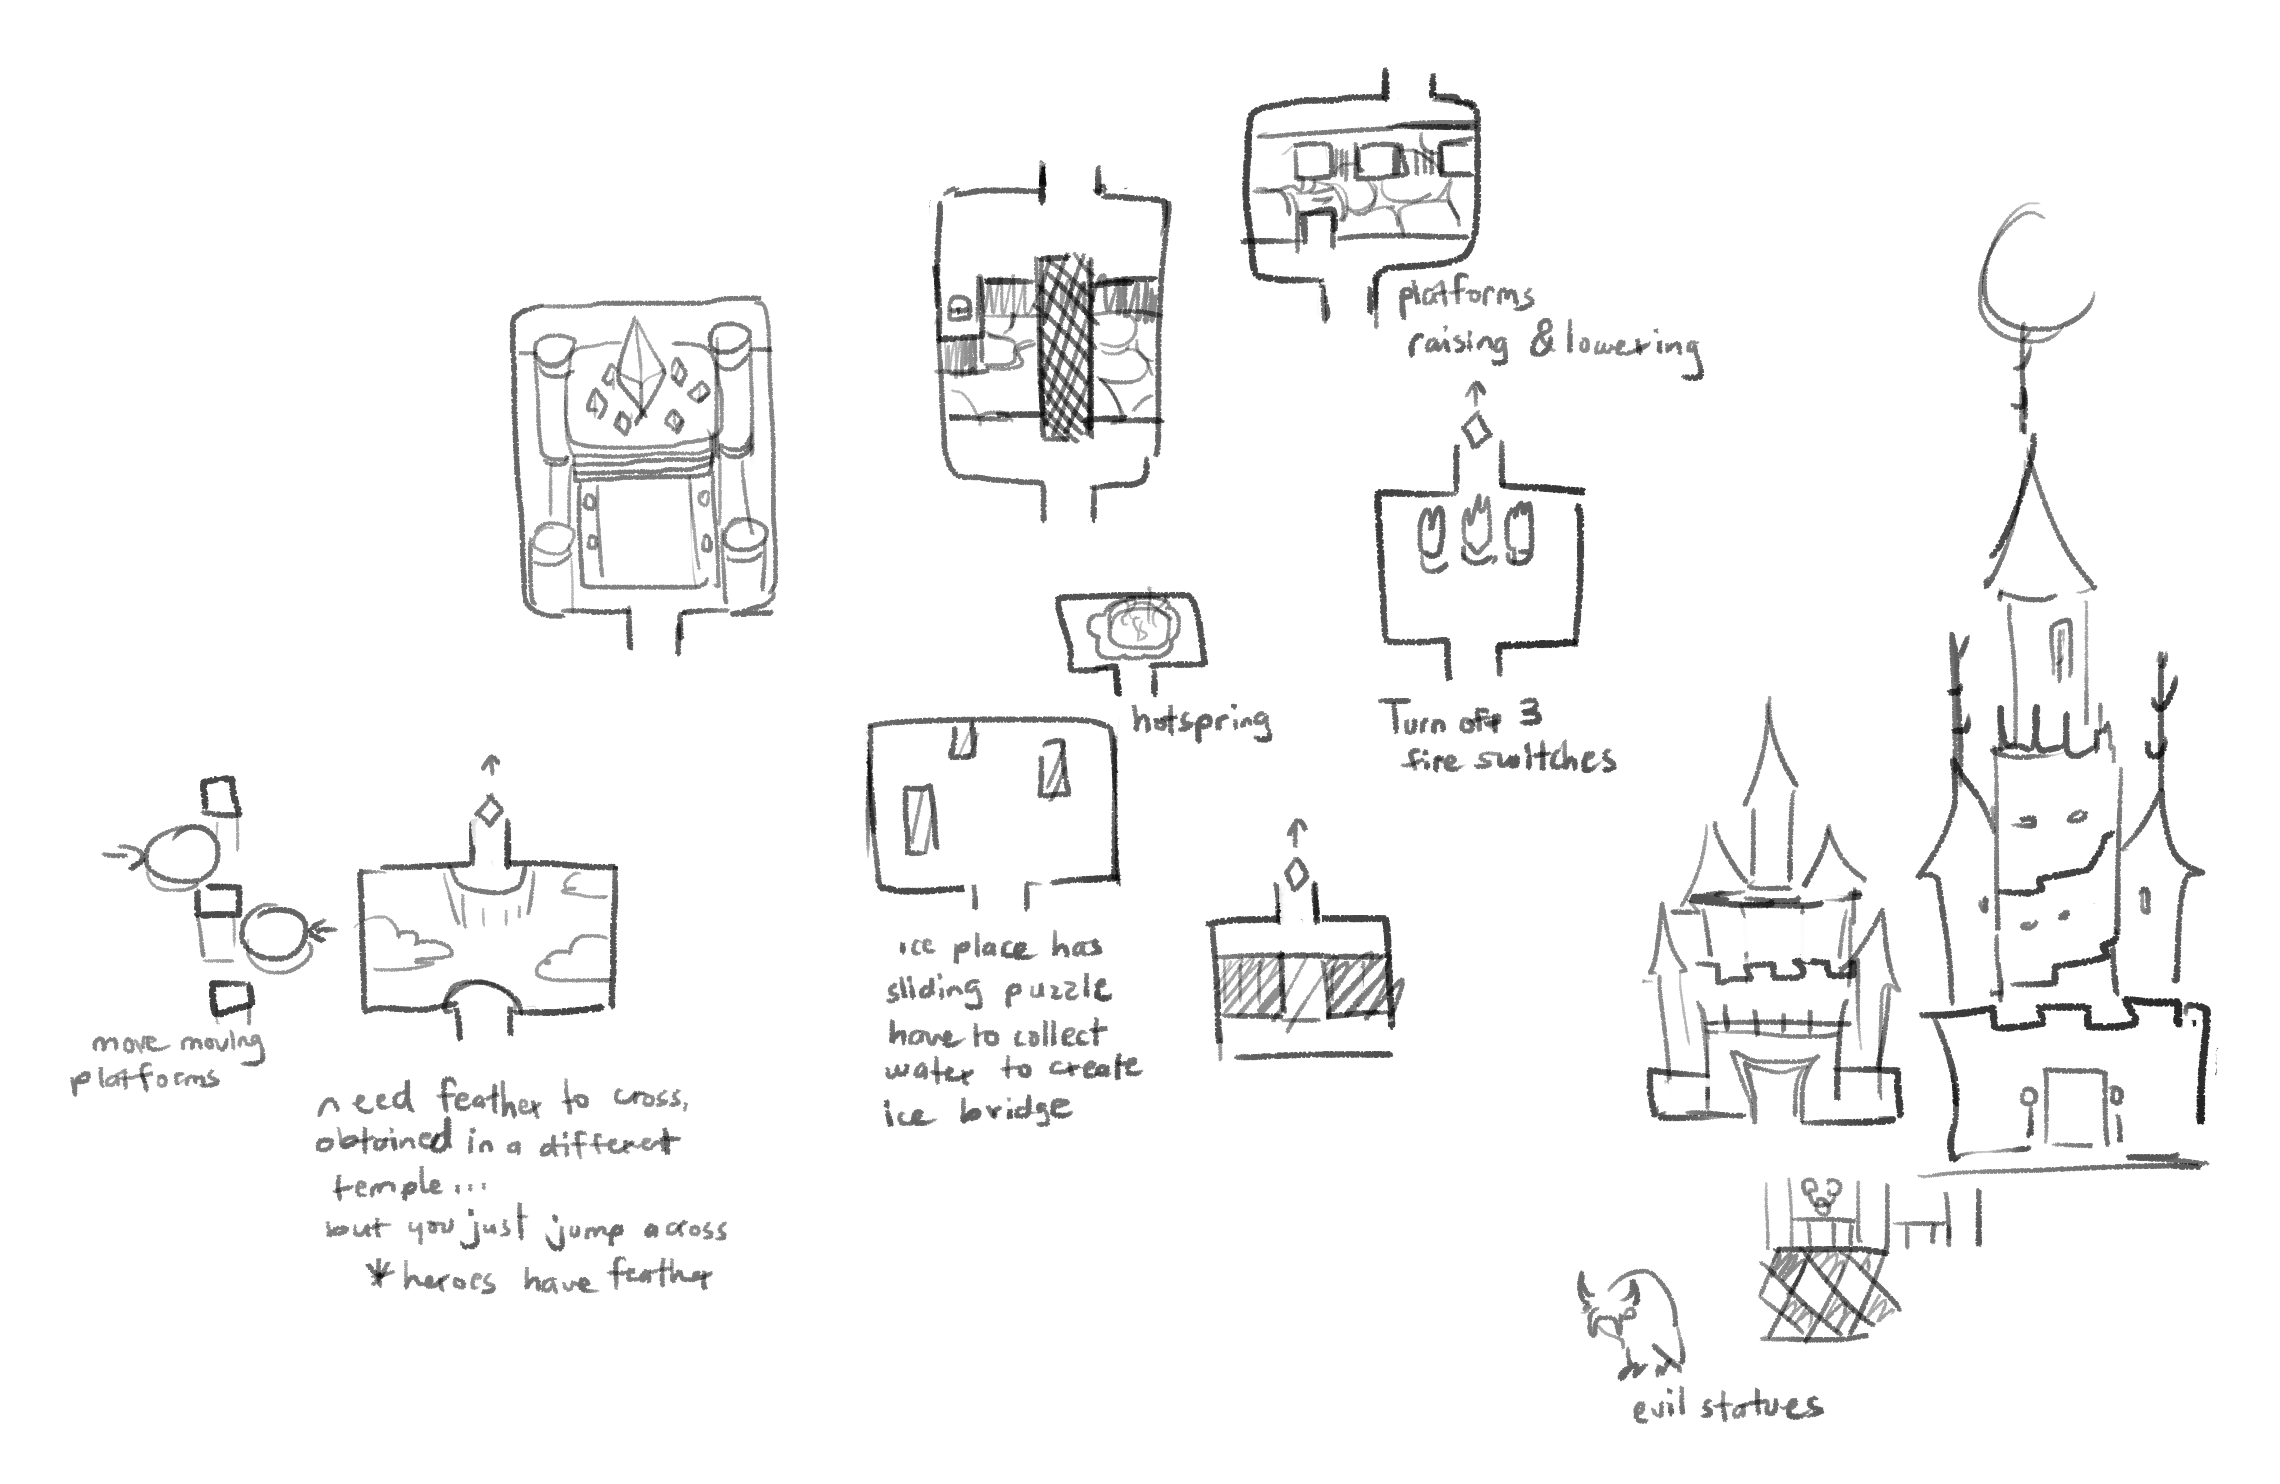 platforms
raising & lowering
hotspring
Turn off 3
fire switches
move moving
platforms
need feather to cross,
obtained in a different
temple...
but you just jump across
* heroes have feather
ice place has
sliding puzzle
have to collect
water to create
ice bridge
evil statues